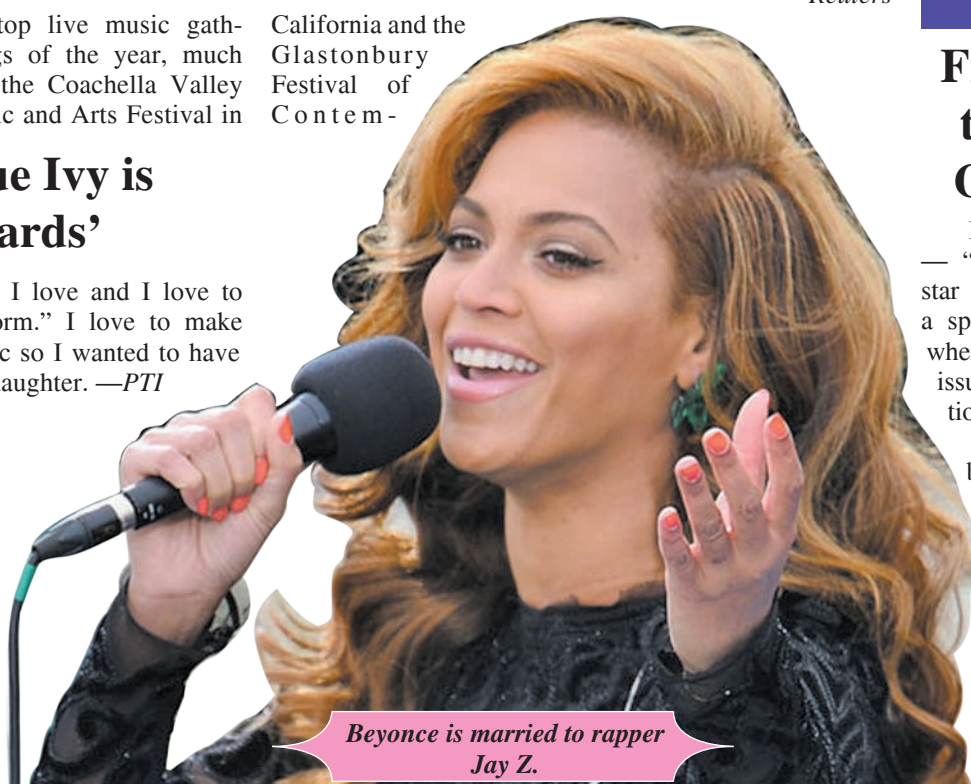 Reuters
top live music gath-
s of the year, much
the Coachella Valley
c and Arts Festival in
California and the
Glastonbury
Festival of
Contem-
ue Ivy is
ards’
I love and I love to
orm.” I love to make
c so I wanted to have
daughter. —PTI
Beyonce is married to rapper
Jay Z.
F
t
— “
star
a sp
whe
issu
tio
b